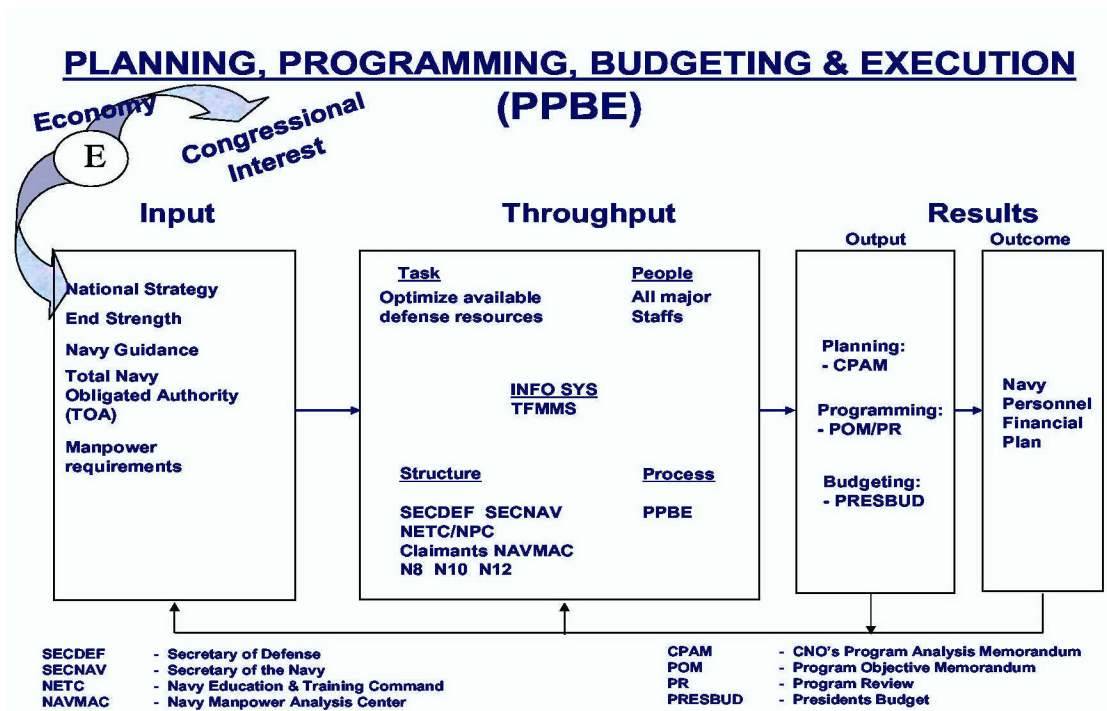 PLANNING, PROGRAMMING, BUDGETING & EXECUTION
(PPBE)
Economy
E
Congressional
Interest
Input
Throughput
Results
Output
Outcome
National Strategy
End Strength
Navy Guidance
Total Navy
Obligated Authority
(TOA)
Manpower
requirements
Task
Optimize available
defense resources
People
All major
Staffs
INFO SYS
TFMMS
Structure
SECDEF SECNAV
NETC/NPC
Claimants NAVMAC
N8 N10 N12
Process
PPBE
Planning:
- CPAM
Programming:
- POM/PR
Budgeting:
- PRESBUD
Navy
Personnel
Financial
Plan
SECDEF - Secretary of Defense
SECNAV - Secretary of the Navy
NETC - Navy Education & Training Command
NAVMAC - Navy Manpower Analysis Center
CPAM - CNO's Program Analysis Memorandum
POM - Program Objective Memorandum
PR - Program Review
PRESBUD - Presidents Budget